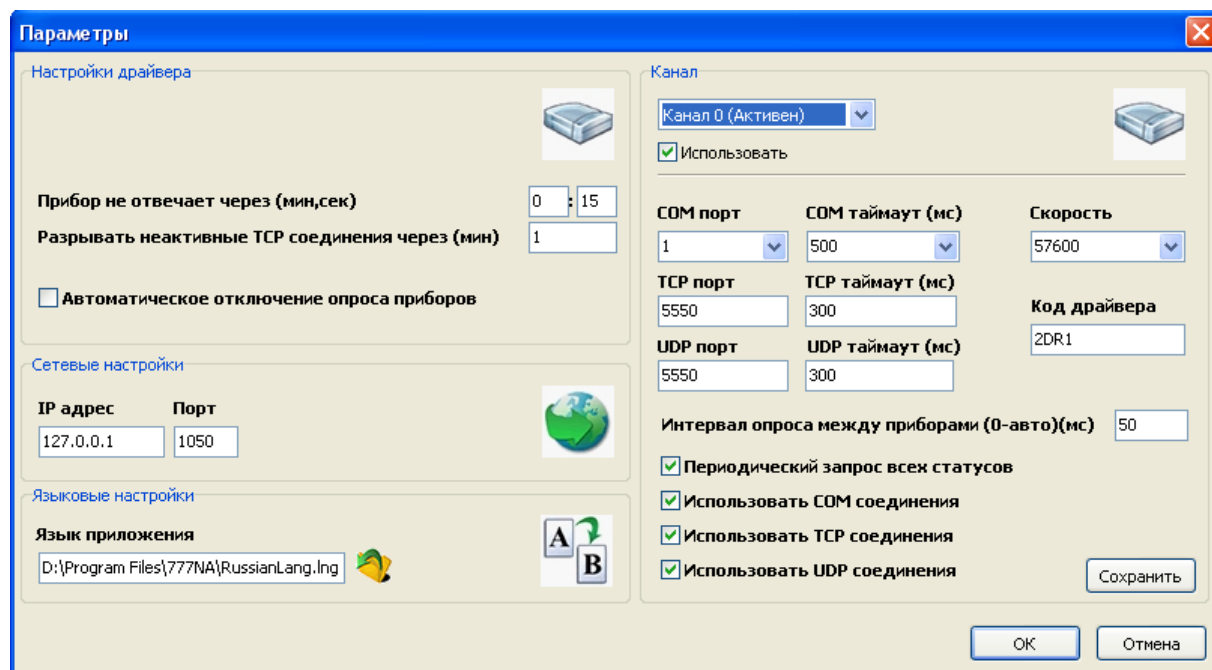 Параметры
Настройки драйвера
Прибор не отвечает через (мин,сек)
0 : 15
Разрывать неактивные TCP соединения через (мин)
1
Автоматическое отключение опроса приборов
Сетевые настройки
IP адрес Порт
127.0.0.1 1050
Языковые настройки
Язык приложения
D:\Program Files\777NA\RussianLang.lng
A
B
Канал
Канал 0 (Активен)
Использовать
COM порт COM таймаут (мс) Скорость
1 500 57600
TCP порт TCP таймаут (мс)
5550 300
Код драйвера
2DR1
UDP порт UDP таймаут (мс)
5550 300
Интервал опроса между приборами (0-авто)(мс) 50
Периодический запрос всех статусов
Использовать COM соединения
Использовать TCP соединения
Использовать UDP соединения
Сохранить
OK Отмена